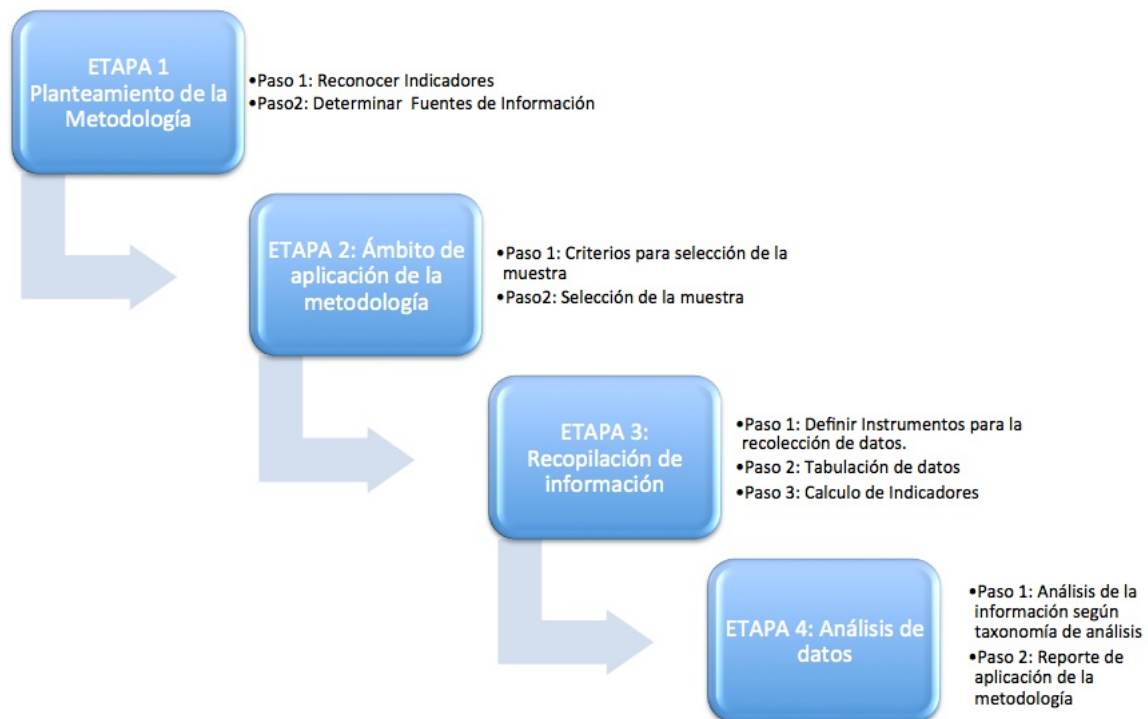 ETAPA 1
Planteamiento de la
Metodología
•Paso 1: Reconocer Indicadores
•Paso2: Determinar Fuentes de Información
ETAPA 2: Ámbito de
aplicación de la
metodología
•Paso 1: Criterios para selección de la
muestra
•Paso2: Selección de la muestra
ETAPA 3:
Recopilación de
información
•Paso 1: Definir Instrumentos para la
recolección de datos.
•Paso 2: Tabulación de datos
•Paso 3: Calculo de Indicadores
ETAPA 4: Análisis de
datos
•Paso 1: Análisis de la
información según
taxonomía de análisis
•Paso 2: Reporte de
aplicación de la
metodología